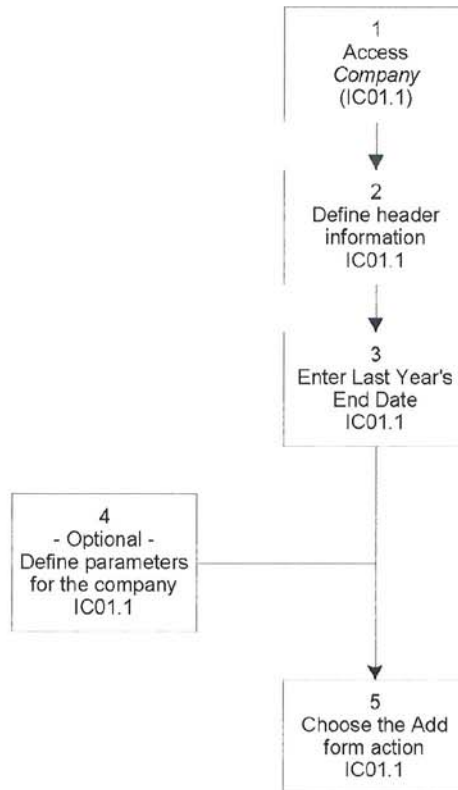 1
Access
Company
(IC01.1)
2
Define header
information
IC01.1
3
Enter Last Year's
End Date
IC01.1
4
- Optional -
Define parameters
for the company
IC01.1
5
Choose the Add
form action
IC01.1